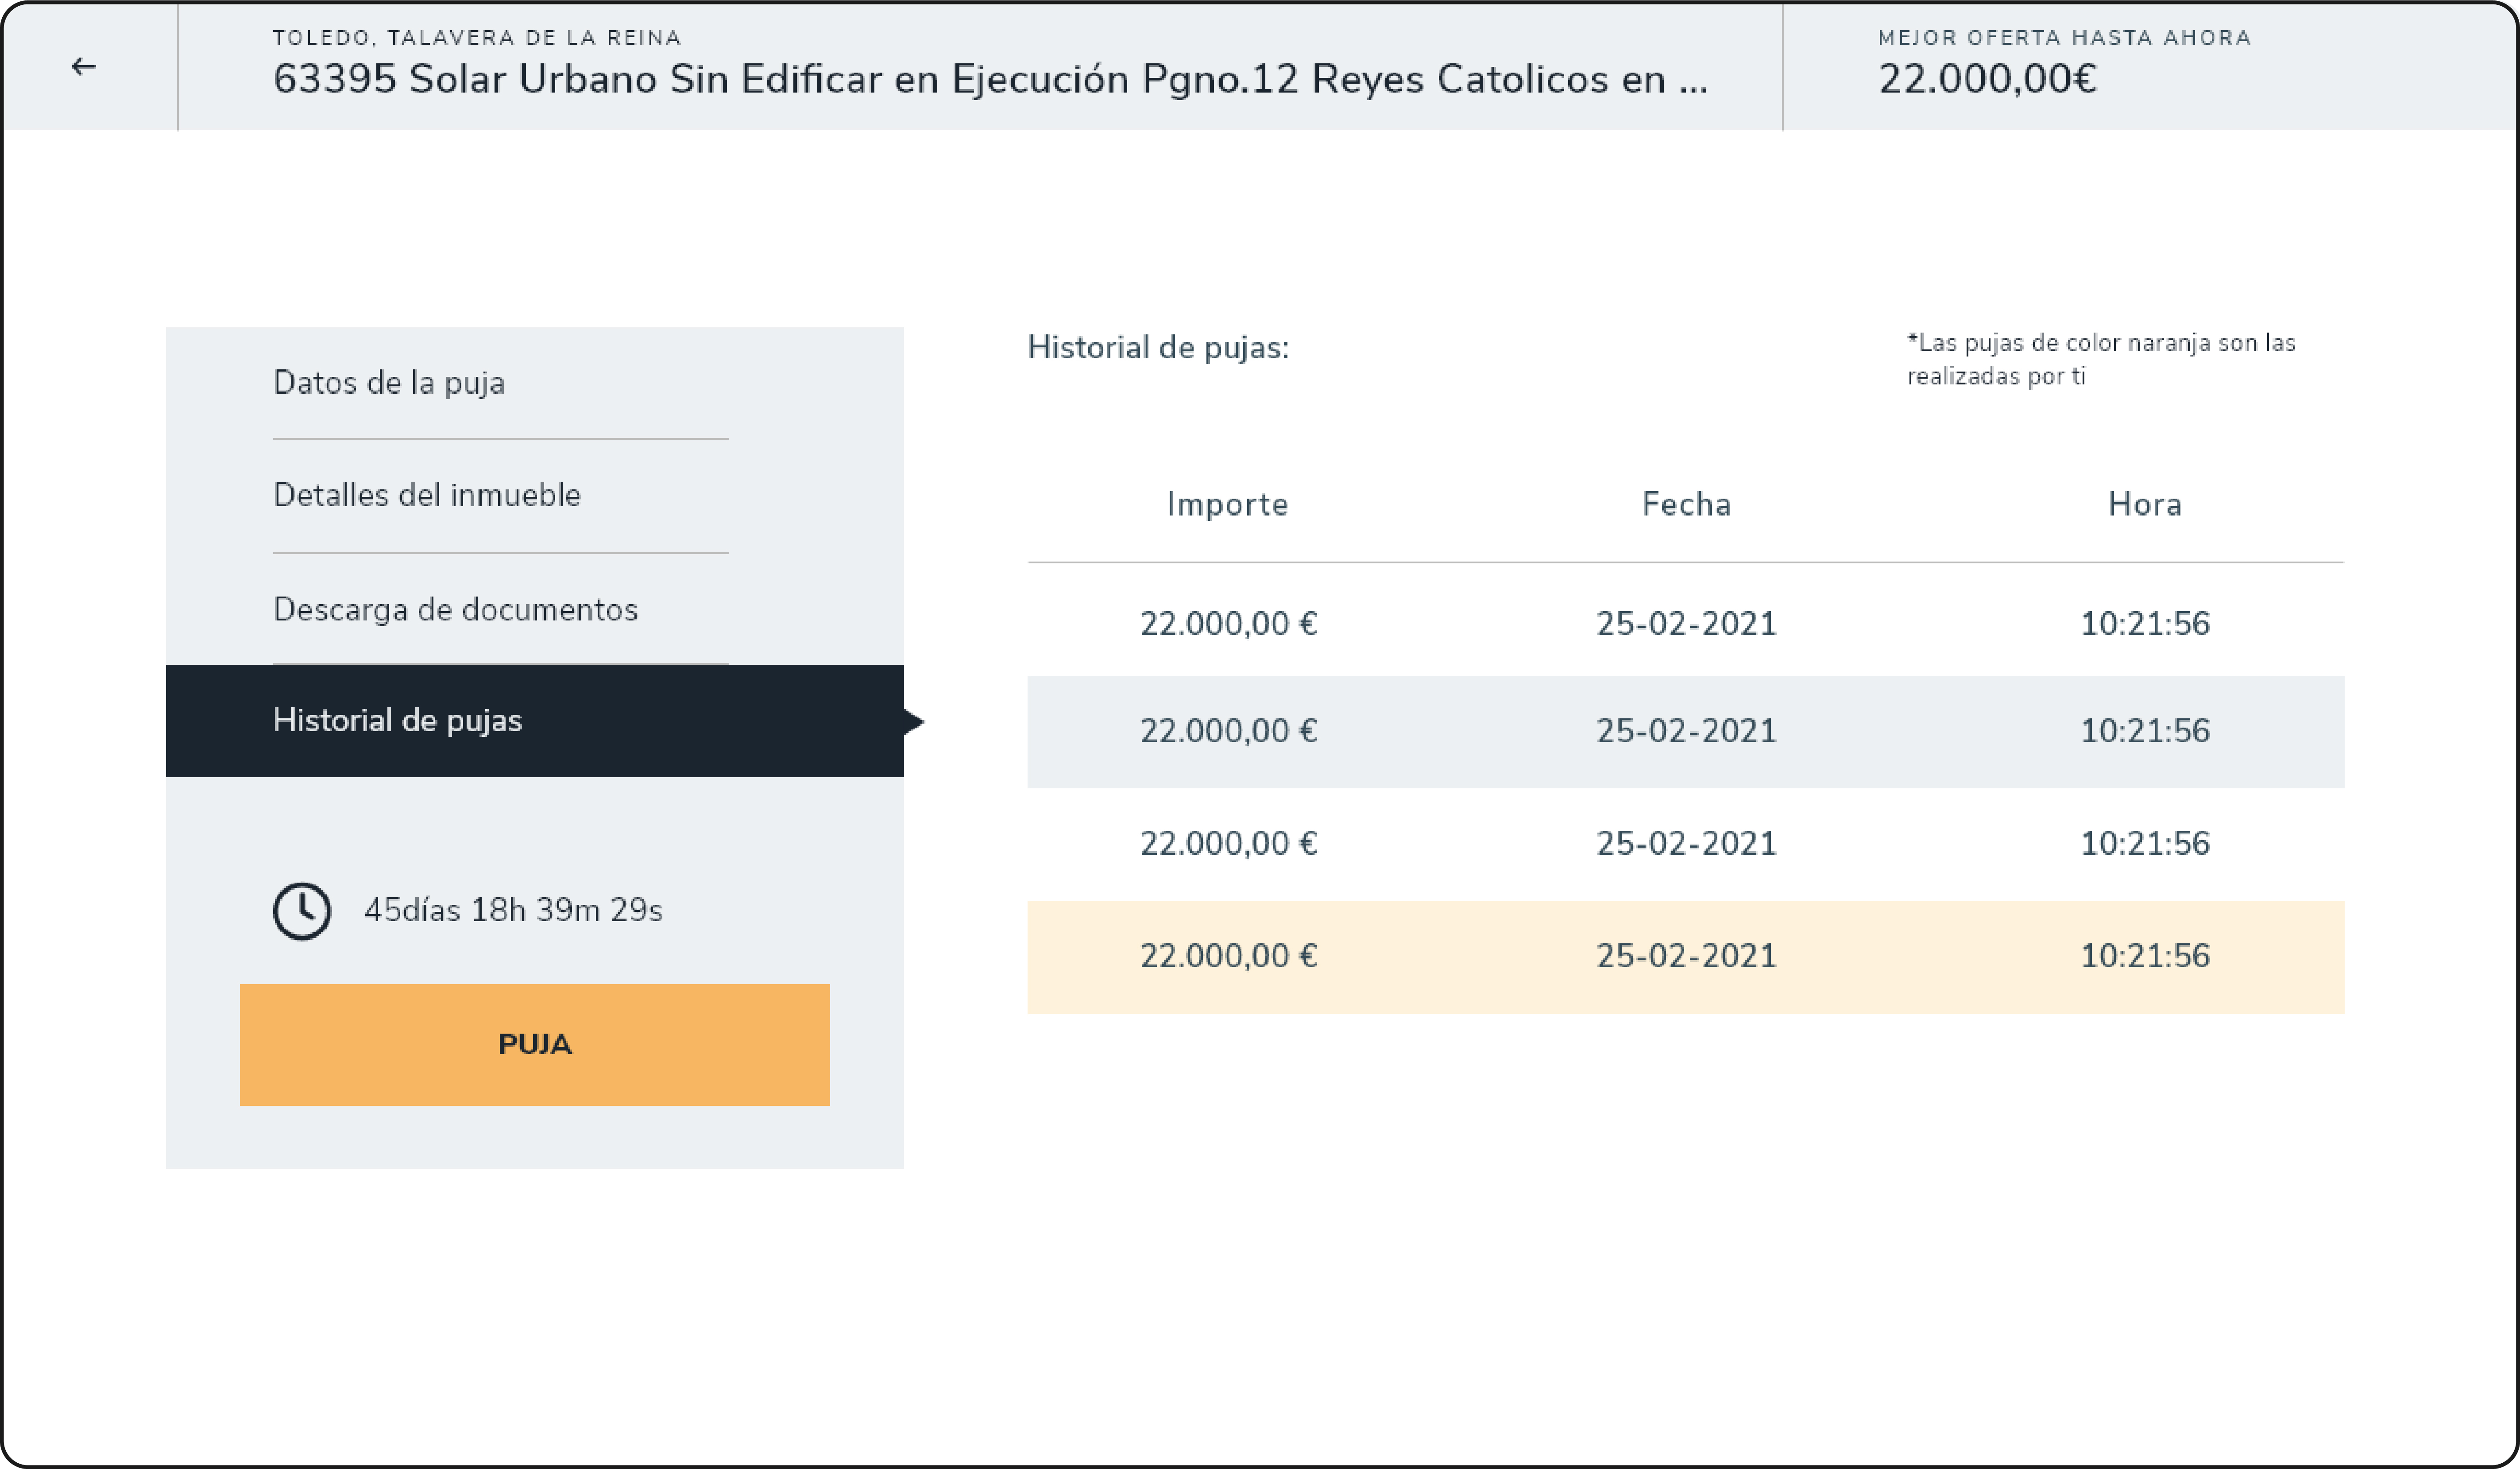 TOLEDO, TALAVERA DE LA REINA
63395 Solar Urbano Sin Edificar en Ejecución Pgno.12 Reyes Catolicos en ...
MEJOR OFERTA HASTA AHORA
22.000,00€
Datos de la puja
Detalles del inmueble
Descarga de documentos
Historial de pujas
45días 18h 39m 29s
PUJA
Historial de pujas:
*Las pujas de color naranja son las
realizadas por ti
Importe Fecha Hora
22.000,00 € 25-02-2021 10:21:56
22.000,00 € 25-02-2021 10:21:56
22.000,00 € 25-02-2021 10:21:56
22.000,00 € 25-02-2021 10:21:56